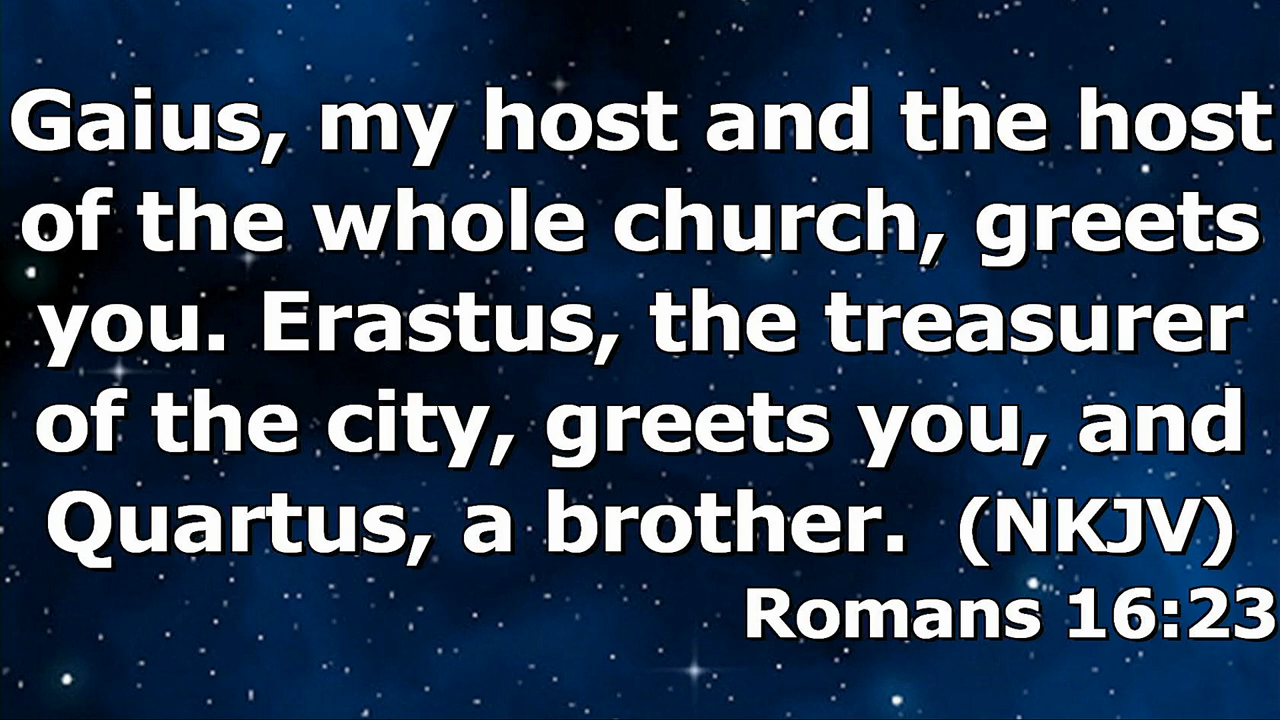 Gaius, my host and the host
of the whole church, greets
you. Erastus, the treasurer
of the city, greets you, and
Quartus, a brother. (NKJV)
Romans 16:23